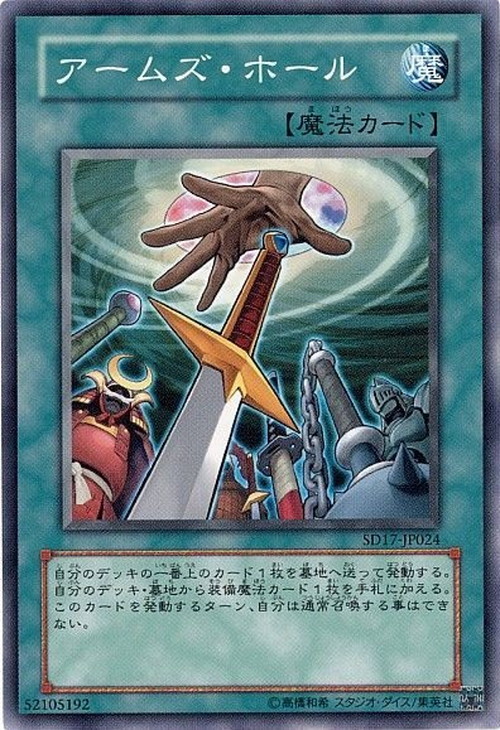 アームズ・ホール
魔
【魔法カード】
SD17-JP024
自分のデッキの一番上のカード1枚を墓地へ送って発動する。
自分のデッキ・墓地から装備魔法カード1枚を手札に加える。
このカードを発動するターン、自分は通常召喚する事はでき
ない。
52105192
©高橋和希 スタジオ・ダイス/集英社